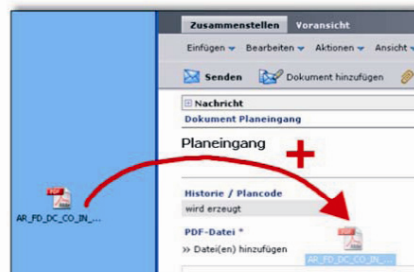 Zusammenstellen Voransicht
Einfügen Bearbeiten Aktionen Ansicht
Senden Dokument hinzufügen
Nachricht
Dokument Planeingang
Planeingang
Historie / Plancode
wird erzeugt
AR_FD_DC_CO_IN_...
PDF-Datei *
» Datei(en) hinzufügen
AR_FD_DC_CO_IN_...